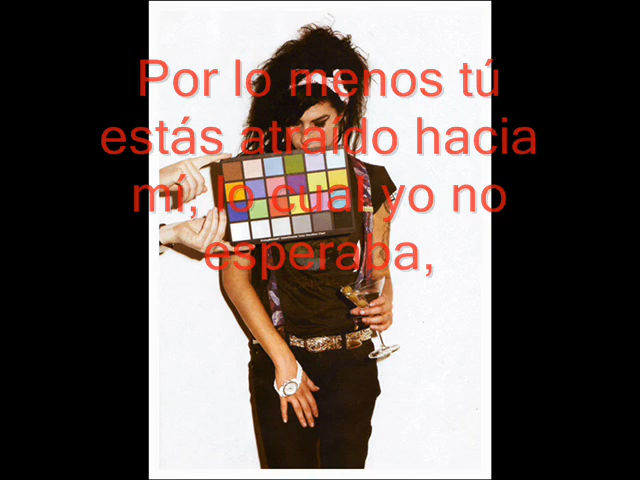 Por lo menos tú
estás atraído hacia
mí, lo cual yo no
esperaba,